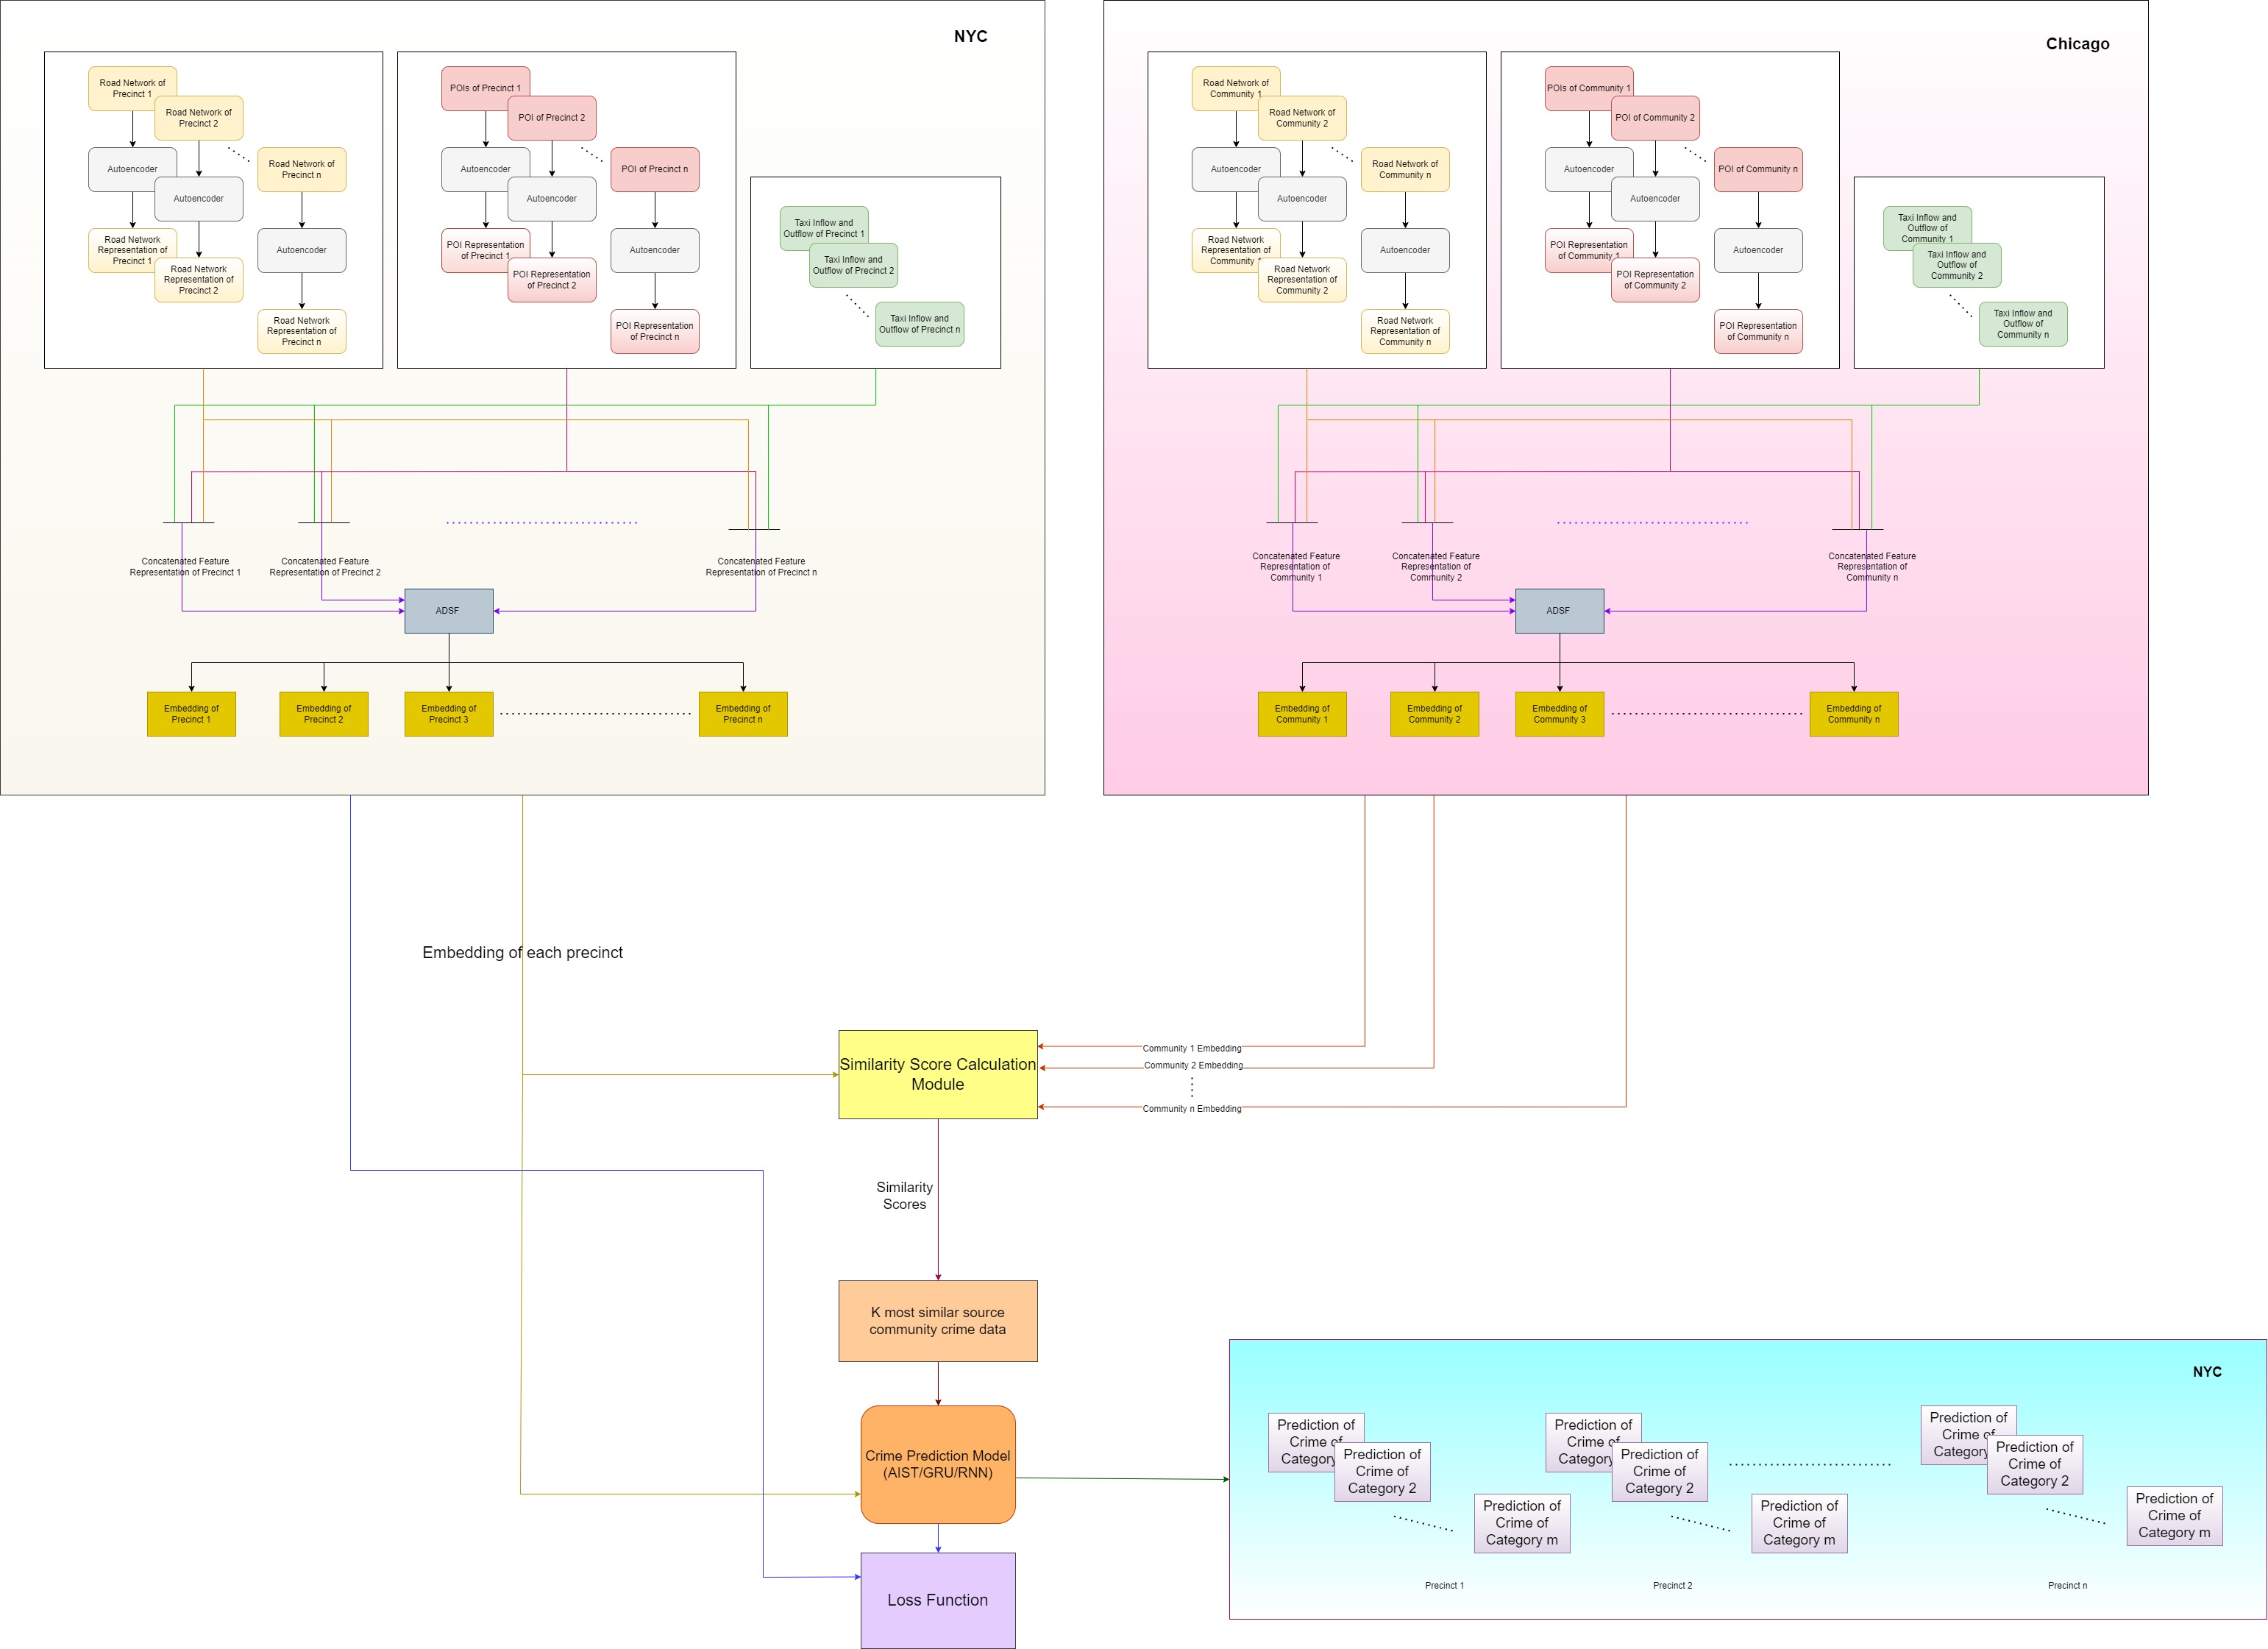 NYC
Road Network of
Precinct 1
Road Network of
Precinct 2
Road Network of
Precinct n
Autoencoder
Autoencoder
Autoencoder
Road Network
Representation of
Precinct 1
Road Network
Representation of
Precinct 2
Road Network
Representation of
Precinct n
POIs of Precinct 1
POI of Precinct 2
POI of Precinct n
Autoencoder
Autoencoder
Autoencoder
POI Representation
of Precinct 1
POI Representation
of Precinct 2
POI Representation
of Precinct n
Taxi Inflow and
Outflow of Precinct 1
Taxi Inflow and
Outflow of Precinct 2
Taxi Inflow and
Outflow of Precinct n
Concatenated Feature
Representation of Precinct 1
Concatenated Feature
Representation of Precinct 2
Concatenated Feature
Representation of Precinct n
ADSF
Embedding of
Precinct 1
Embedding of
Precinct 2
Embedding of
Precinct 3
Embedding of
Precinct n
Chicago
Road Network of
Community 1
Road Network of
Community 2
Road Network of
Community n
Autoencoder
Autoencoder
Autoencoder
Road Network
Representation of
Community
Road Network
Representation of
Community 2
Road Network
Representation of
Community n
POIs of Community 1
POI of Community 2
POI of Community n
Autoencoder
Autoencoder
Autoencoder
POI Representation
of Community 1
POI Representation
of Community 2
POI Representation
of Community n
Taxi Inflow and
Outflow of
Community 1
Taxi Inflow and
Outflow of
Community 2
Taxi Inflow and
Outflow of
Community n
Concatenated Feature
Representation of
Community 1
Concatenated Feature
Representation of
Community 2
Concatenated Feature
Representation of
Community n
ADSF
Embedding of
Community 1
Embedding of
Community 2
Embedding of
Community 3
Embedding of
Community n
Embedding of each precinct
Similarity Score Calculation
Module
Community 1 Embedding
Community 2 Embedding
Community n Embedding
Similarity
Scores
K most similar source
community crime data
Crime Prediction Model
(AIST/GRU/RNN)
Loss Function
NYC
Prediction of
Crime of
Category
Prediction of
Crime of
Category 2
Prediction of
Crime of
Category m
Precinct 1
Prediction of
Crime of
Category
Prediction of
Crime of
Category 2
Prediction of
Crime of
Category m
Precinct 2
Prediction of
Crime of
Category
Prediction of
Crime of
Category 2
Prediction of
Crime of
Category m
Precinct n